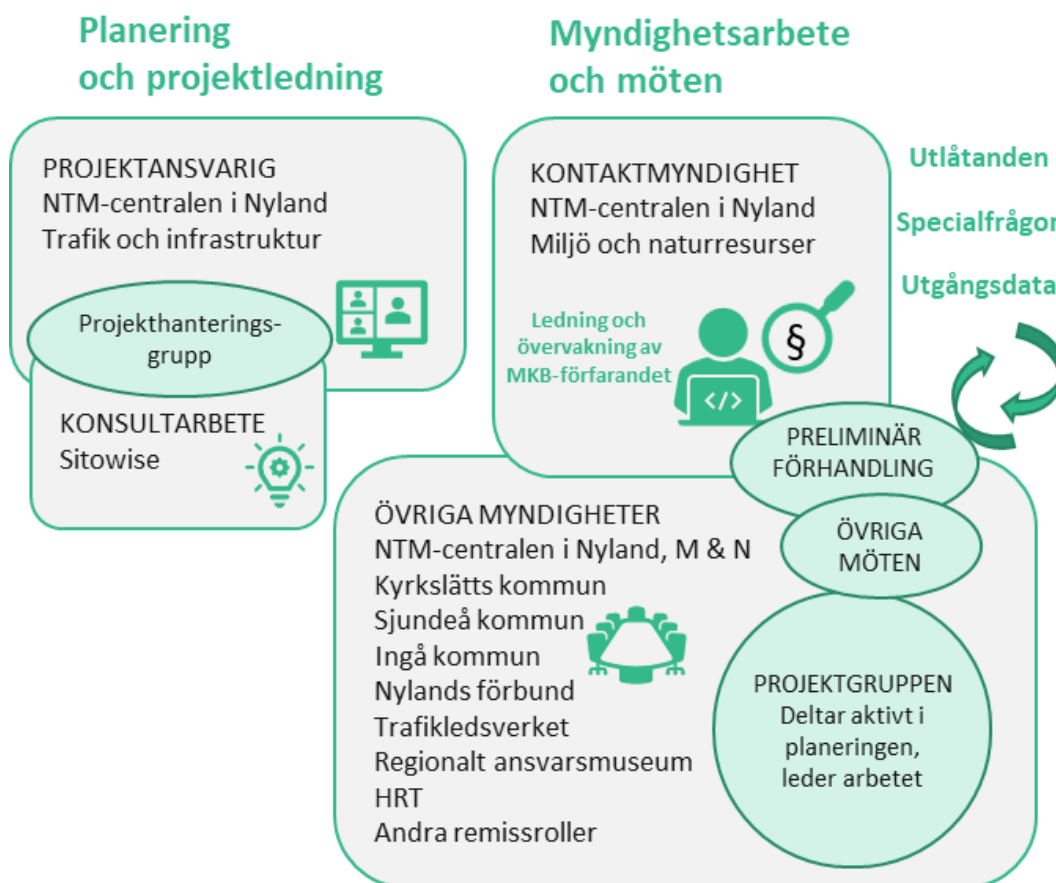 Planering
och projektledning
PROJEKTANSVARIG
NTM-centralen i Nyland
Trafik och infrastruktur
Projekthanterings-
grupp
KONSULTARBETE
Sitowise
Myndighetsarbete
och möten
KONTAKTMYNDIGHET
NTM-centralen i Nyland
Miljö och naturresurser
Ledning och
övervakning av
MKB-förfarandet
§
</>
Utlåtanden
Specialfrågor
Utgångsdata
PRELIMINÄR
FÖRHANDLING
ÖVRIGA
MÖTEN
ÖVRIGA MYNDIGHETER
NTM-centralen i Nyland, M & N
Kyrkslätts kommun
Sjundeå kommun
Ingå kommun
Nylands förbund
Trafikledsverket
Regionalt ansvarsmuseum
HRT
Andra remissroller
PROJEKTGRUPPEN
Deltar aktivt i
planeringen,
leder arbetet